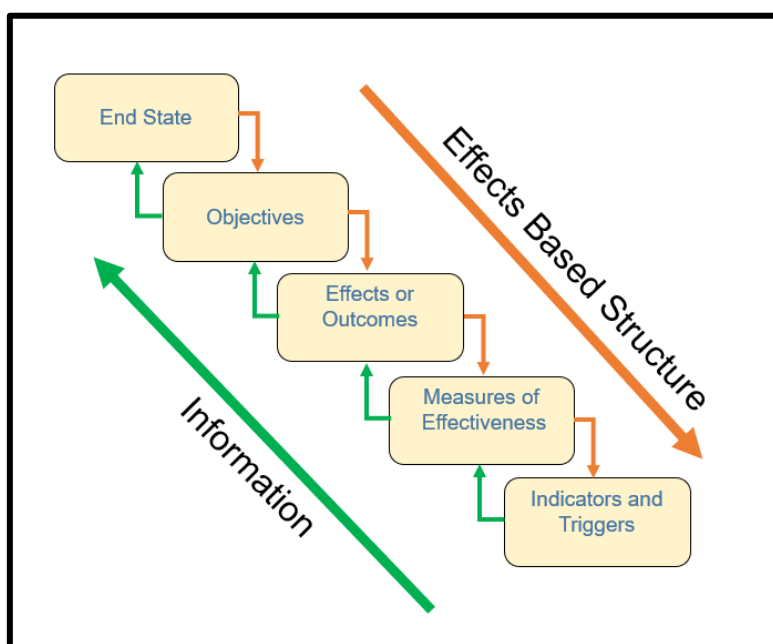 End State
Objectives
Effects or
Outcomes
Measures of
Effectiveness
Indicators and
Triggers
Effects Based Structure
Information